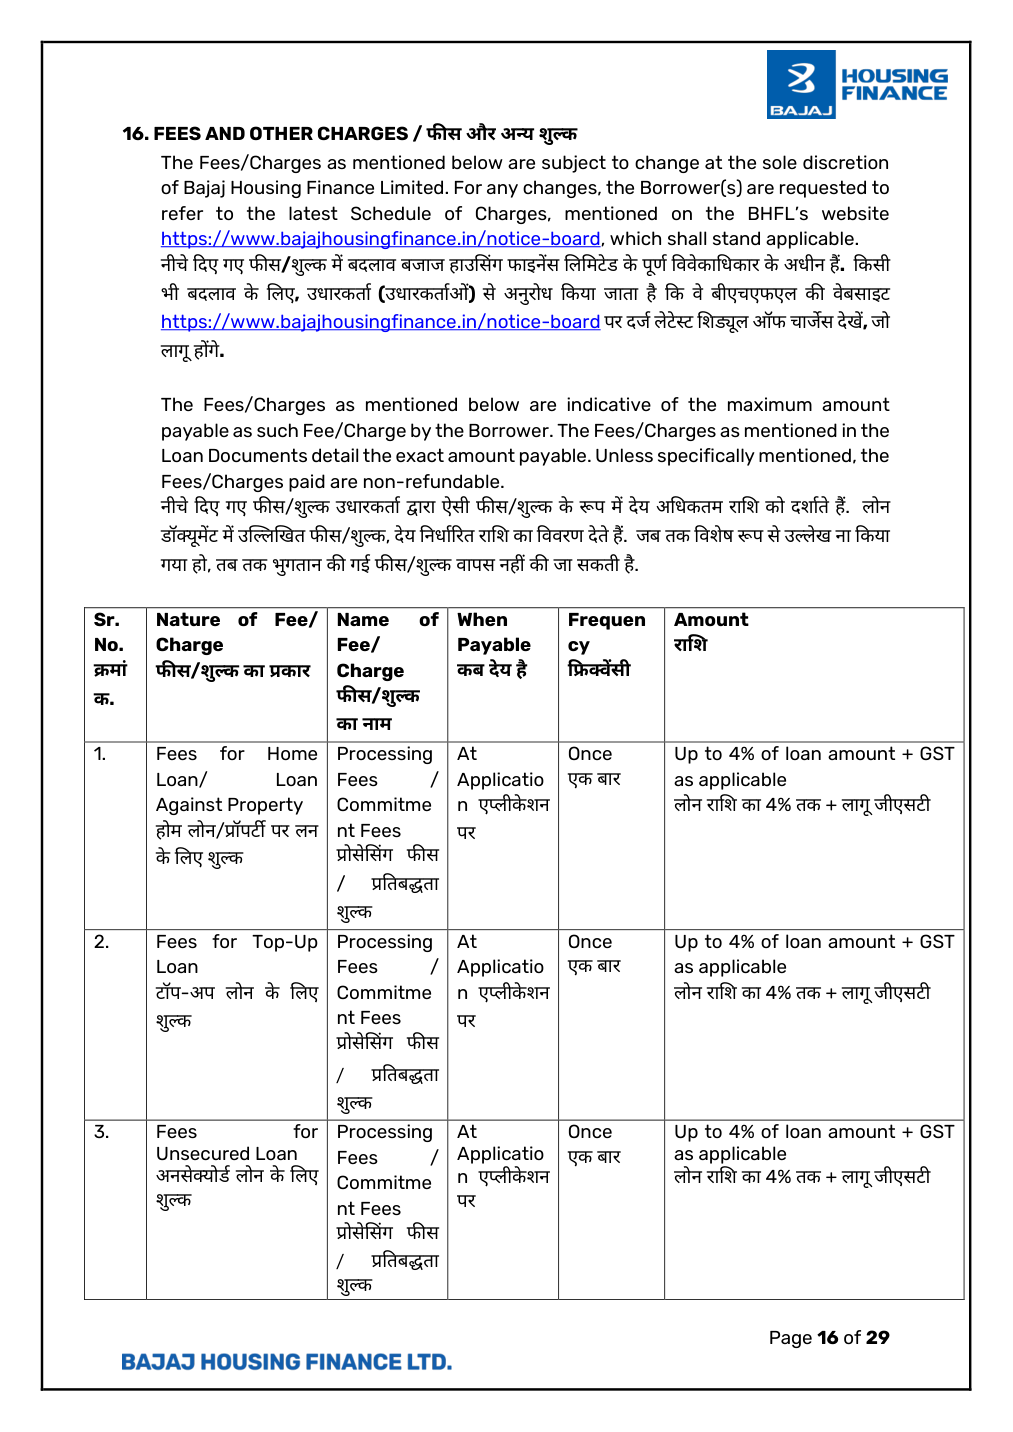 BAJAJ
HOUSING
FINANCE
16. FEES AND OTHER CHARGES / फीस और अन्य शुल्क
The Fees/Charges as mentioned below are subject to change at the sole discretion
of Bajaj Housing Finance Limited. For any changes, the Borrower(s) are requested to
refer to the latest Schedule of Charges, mentioned on the BHFL’s website
https://www.bajajhousingfinance.in/notice-board, which shall stand applicable.
नीचे दिए गए फीस/शुल्क में बदलाव बजाज हाउसिंग फाइनेंस लिमिटेड के पूर्ण विवेकाधिकार के अधीन हैं. किसी
भी बदलाव के लिए, उधारकर्ता (उधारकर्ताओं) से अनुरोध किया जाता है कि वे बीएचएफएल की वेबसाइट
https://www.bajajhousingfinance.in/notice-board पर दर्ज लेटेस्ट शिड्यूल ऑफ चार्जेस देखें, जो
लागू होंगे.
The Fees/Charges as mentioned below are indicative of the maximum amount
payable as such Fee/Charge by the Borrower. The Fees/Charges as mentioned in the
Loan Documents detail the exact amount payable. Unless specifically mentioned, the
Fees/Charges paid are non-refundable.
नीचे दिए गए फीस/शुल्क उधारकर्ता द्वारा ऐसी फीस/शुल्क के रूप में देय अधिकतम राशि को दर्शाते हैं. लोन
डॉक्यूमेंट में उल्लिखित फीस/शुल्क, देय निर्धारित राशि का विवरण देते हैं. जब तक विशेष रूप से उल्लेख ना किया
गया हो, तब तक भुगतान की गई फीस/शुल्क वापस नहीं की जा सकती है.
Sr.
No.
क्रमां
क.
Nature of Fee/
Charge
फीस/शुल्क का प्रकार
Name of
Fee/
Charge
फीस/शुल्क
का नाम
When
Payable
कब देय है
Frequen
cy
फ्रिक्वेंसी
Amount
राशि
1.
Fees for Home
Loan/ Loan
Against Property
होम लोन/प्रॉपर्टी पर लन
के लिए शुल्क
Processing
Fees /
Commitme
nt Fees
प्रोसेसिंग फीस
/ प्रतिबद्धता
शुल्क
At
Applicatio
n एप्लीकेशन
पर
Once
एक बार
Up to 4% of loan amount + GST
as applicable
लोन राशि का 4% तक + लागू जीएसटी
2.
Fees for Top-Up
Loan
टॉप-अप लोन के लिए
शुल्क
Processing
Fees /
Commitme
nt Fees
प्रोसेसिंग फीस
/ प्रतिबद्धता
शुल्क
At
Applicatio
n एप्लीकेशन
पर
Once
एक बार
Up to 4% of loan amount + GST
as applicable
लोन राशि का 4% तक + लागू जीएसटी
3.
Fees for
Unsecured Loan
अनसेक्योर्ड लोन के लिए
शुल्क
Processing
Fees /
Commitme
nt Fees
प्रोसेसिंग फीस
/ प्रतिबद्धता
शुल्क
At
Applicatio
n एप्लीकेशन
पर
Once
एक बार
Up to 4% of loan amount + GST
as applicable
लोन राशि का 4% तक + लागू जीएसटी
Page 16 of 29
BAJAJ HOUSING FINANCE LTD.